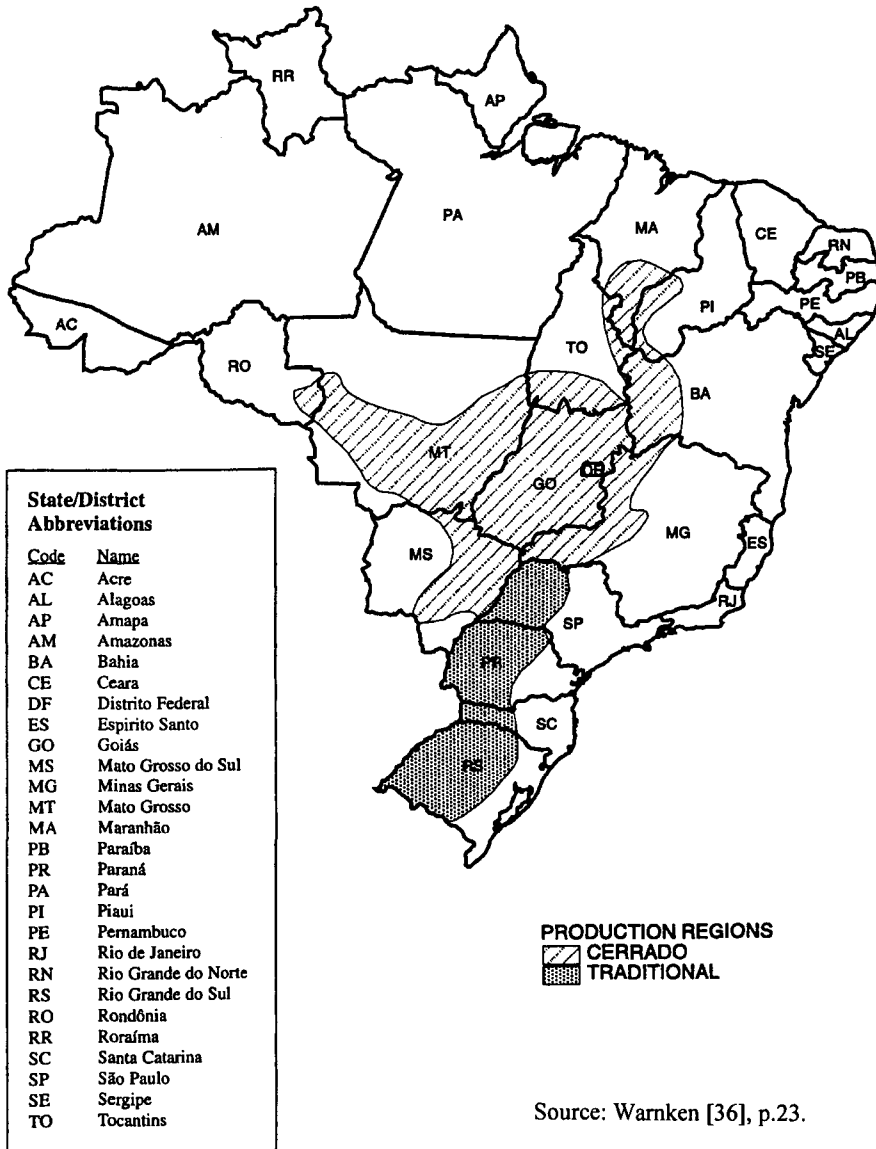 RR
AP
AM
PA
MA
CE
RN
PB
PI
PE
AL
SE
AC
TO
RO
BA
MT
GO
DF
MG
ES
MS
RJ
SP
PR
SC
RS
State/District
Abbreviations
Code Name
AC Acre
AL Alagoas
AP Amapa
AM Amazonas
BA Bahia
CE Ceara
DF Distrito Federal
ES Espirito Santo
GO Goiás
MS Mato Grosso do Sul
MG Minas Gerais
MT Mato Grosso
MA Maranhão
PB Paraíba
PR Paraná
PA Pará
PI Piaui
PE Pernambuco
RJ Rio de Janeiro
RN Rio Grande do Norte
RS Rio Grande do Sul
RO Rondônia
RR Roraíma
SC Santa Catarina
SP São Paulo
SE Sergipe
TO Tocantins
PRODUCTION REGIONS
CERRADO
TRADITIONAL
Source: Warnken [36], p.23.